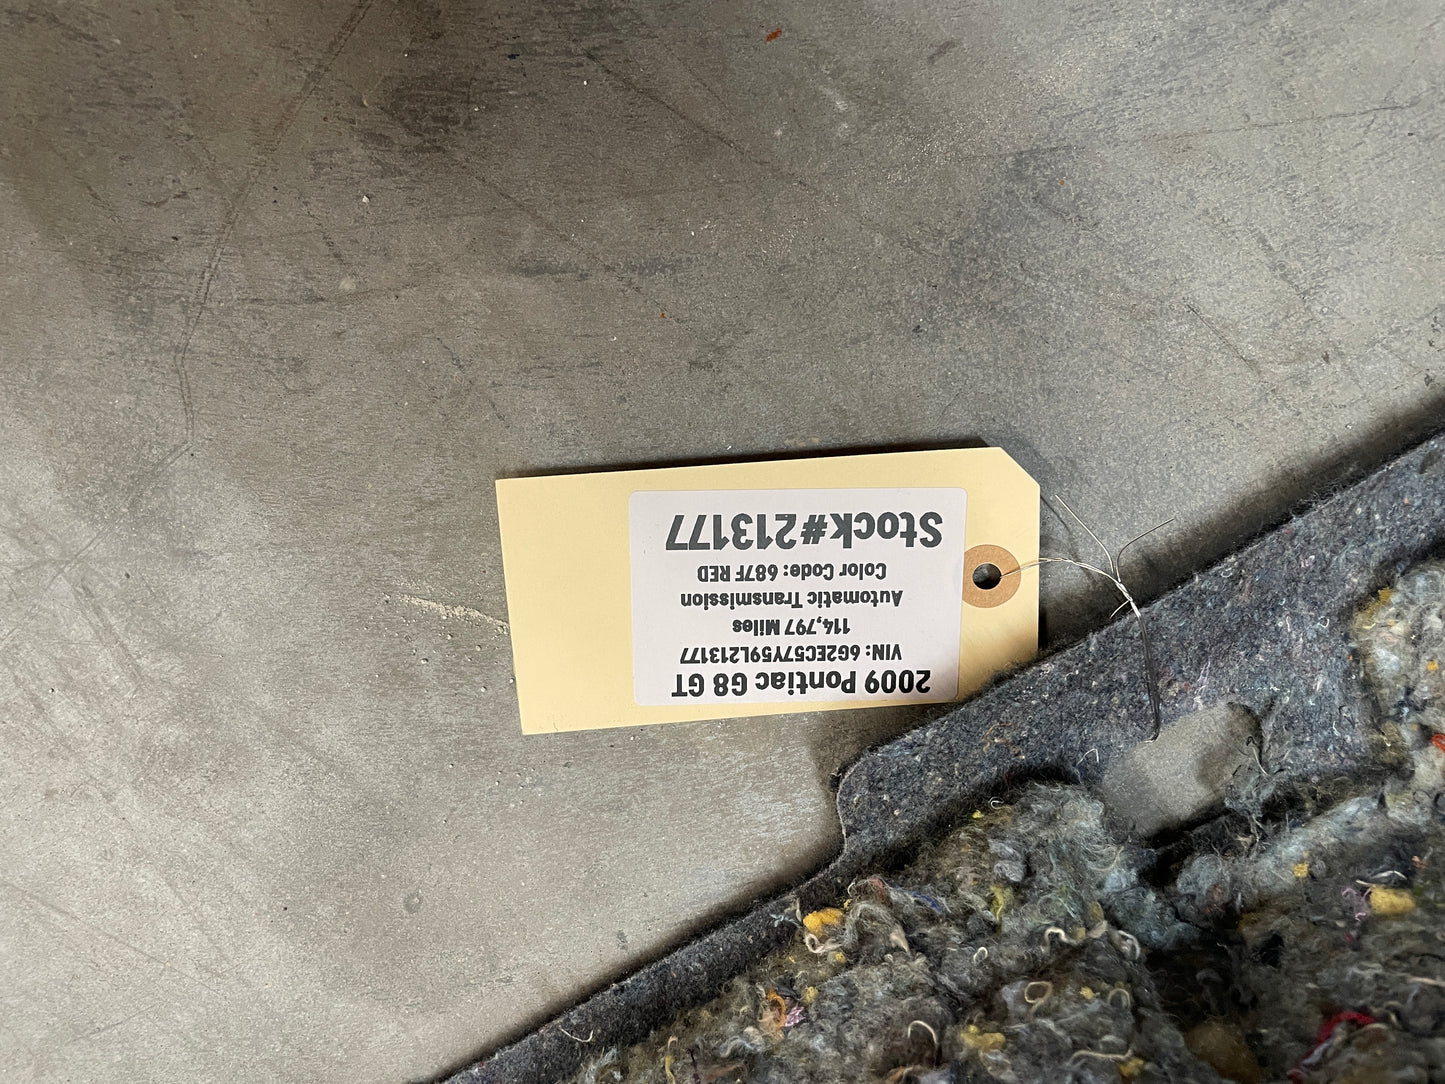 2009 Pontiac G8 GT
VIN: 6G2EC57Y59L213177
114,797 Miles
Automatic Transmission
Color Code: 687F RED
Stock#213177